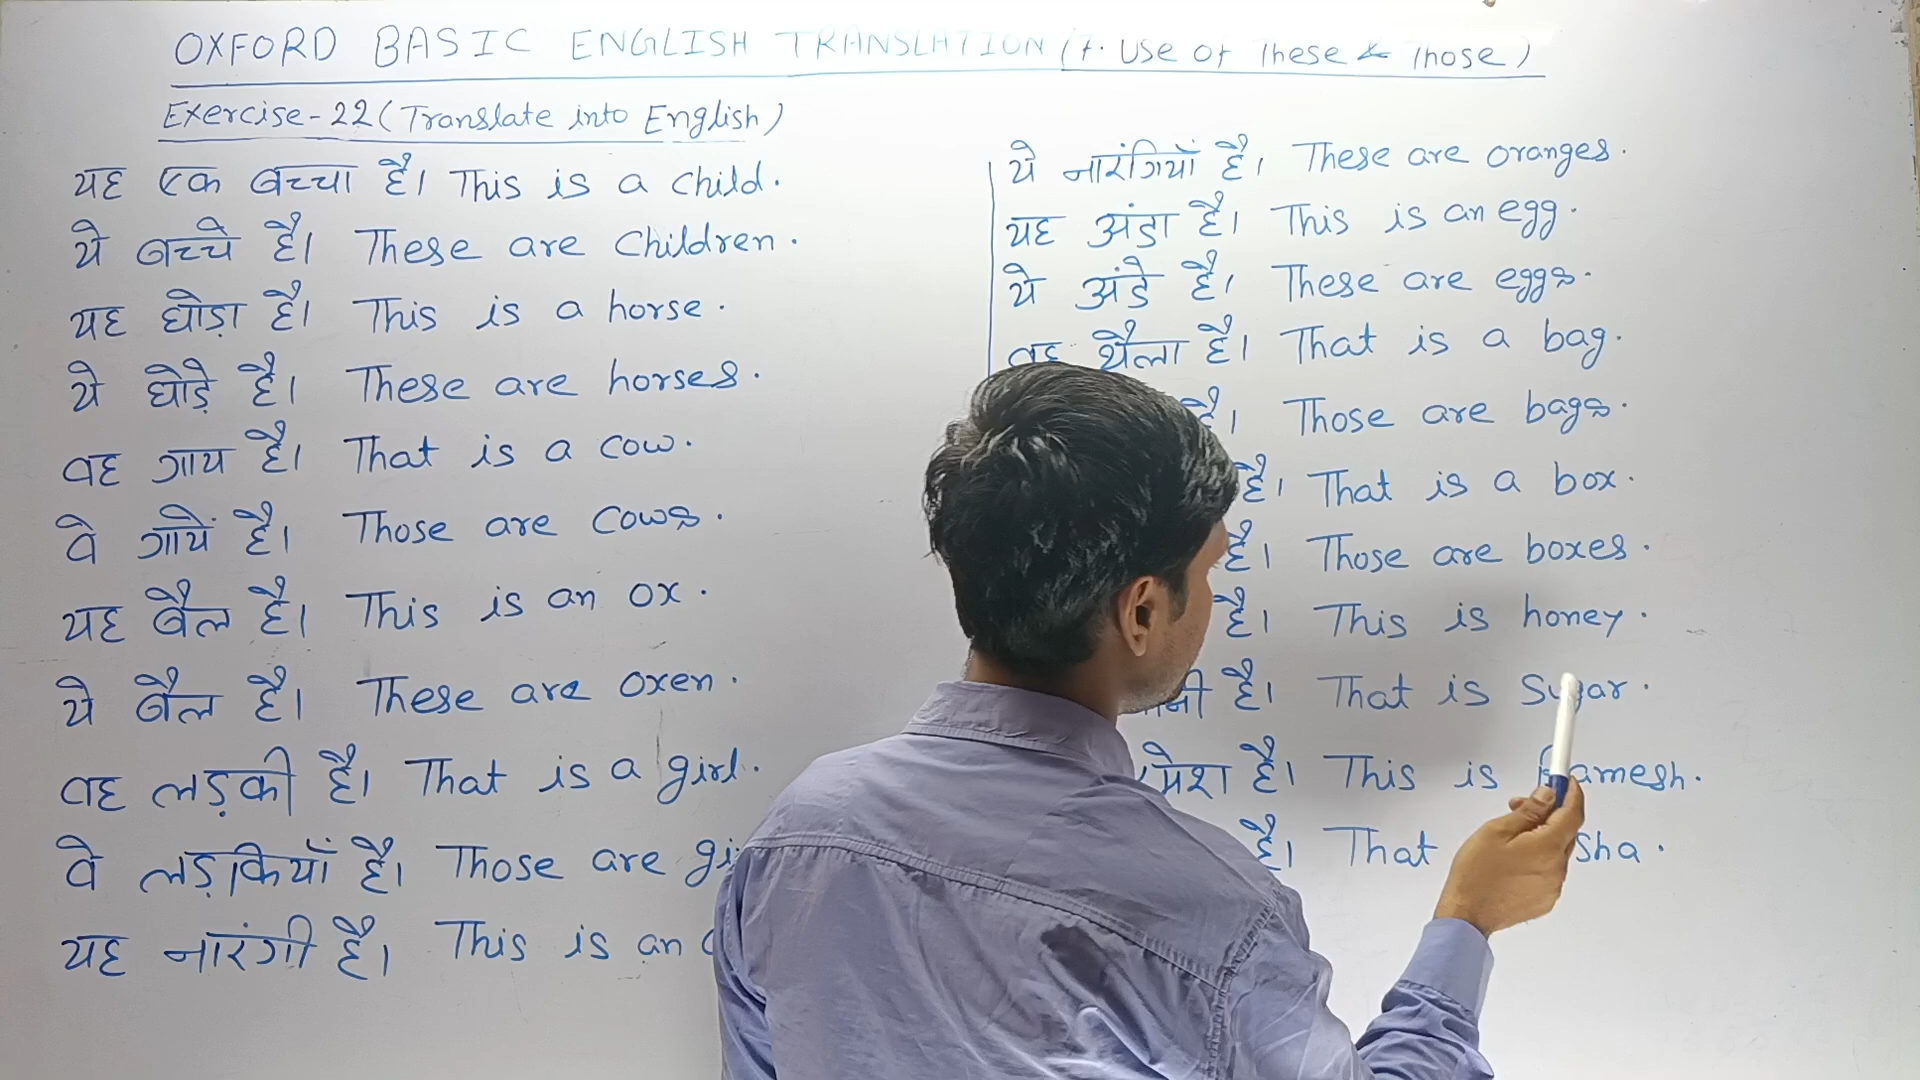 OXFORD BASIC ENGLISH TRANSLATION (7. Use of These & Those)
Exercise-22 (Translate into English)
यह एक बच्चा है। This is a child.
ये बच्चे है। These are children.
यह घोड़ा है। This is a horse.
ये घोड़े है। These are horses.
वह गाय है। That is a cow.
वे गायें है। Those are cows.
यह बैल है। This is an ox.
ये बैल है। These are oxen.
वह लड़की है। That is a girl.
वे लड़कियाँ है। Those are
यह नारंगी है। This is an
ये नारंगियाँ है। These are oranges.
यह अंडा है। This is an egg.
ये अंडे है। These are eggs.
वह थैला है। That is a bag.
है। Those are bags.
है। That is a box.
है। Those are boxes.
है। This is honey.
है। That is Sugar.
है। This is Ramesh.
है। That